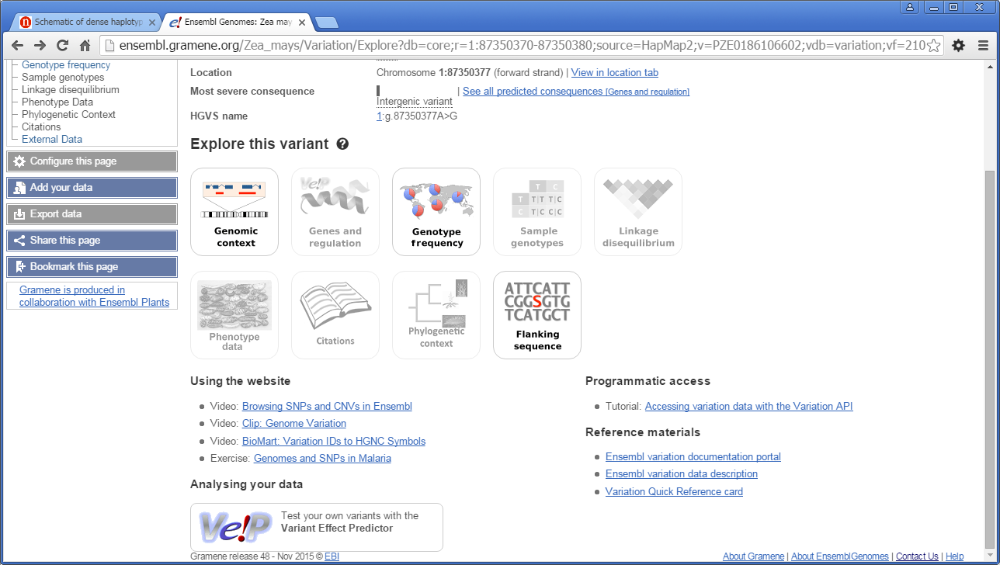 Schematic of dense haplotyp
Ensembl Genomes: Zea may
ensembl.gramene.org/Zea_mays/Variation/Explore?db=core;r=1:87350370-87350380;source=HapMap2;v=PZE0186106602;vdb=variation;vf=210
Genotype frequency
Sample genotypes
Linkage disequilibrium
Phenotype Data
Phylogenetic Context
Citations
External Data
Configure this page
Add your data
Export data
Share this page
Bookmark this page
Gramene is produced in
collaboration with Ensembl Plants
Location Chromosome 1:87350377 (forward strand) | View in location tab
Most severe consequence | See all predicted consequences [Genes and regulation]
Intergenic variant
HGVS name 1:g.87350377A>G
Explore this variant ?
Genomic
context
Ve!P
Genes and
regulation
Genotype
frequency
T C
T T T T|C
C T C C|C
Sample
genotypes
Linkage
disequilibrium
Phenotype
data
Citations
Phylogenetic
context
ATTCATT
CGGSGTG
TCATGCT
Flanking
sequence
Using the website
Video: Browsing SNPs and CNVs in Ensembl
Video: Clip: Genome Variation
Video: BioMart: Variation IDs to HGNC Symbols
Exercise: Genomes and SNPs in Malaria
Analysing your data
Ve!P
Test your own variants with the
Variant Effect Predictor
Programmatic access
Tutorial: Accessing variation data with the Variation API
Reference materials
Ensembl variation documentation portal
Ensembl variation data description
Variation Quick Reference card
Gramene release 48 - Nov 2015 © EBI
About Gramene | About EnsemblGenomes | Contact Us | Help